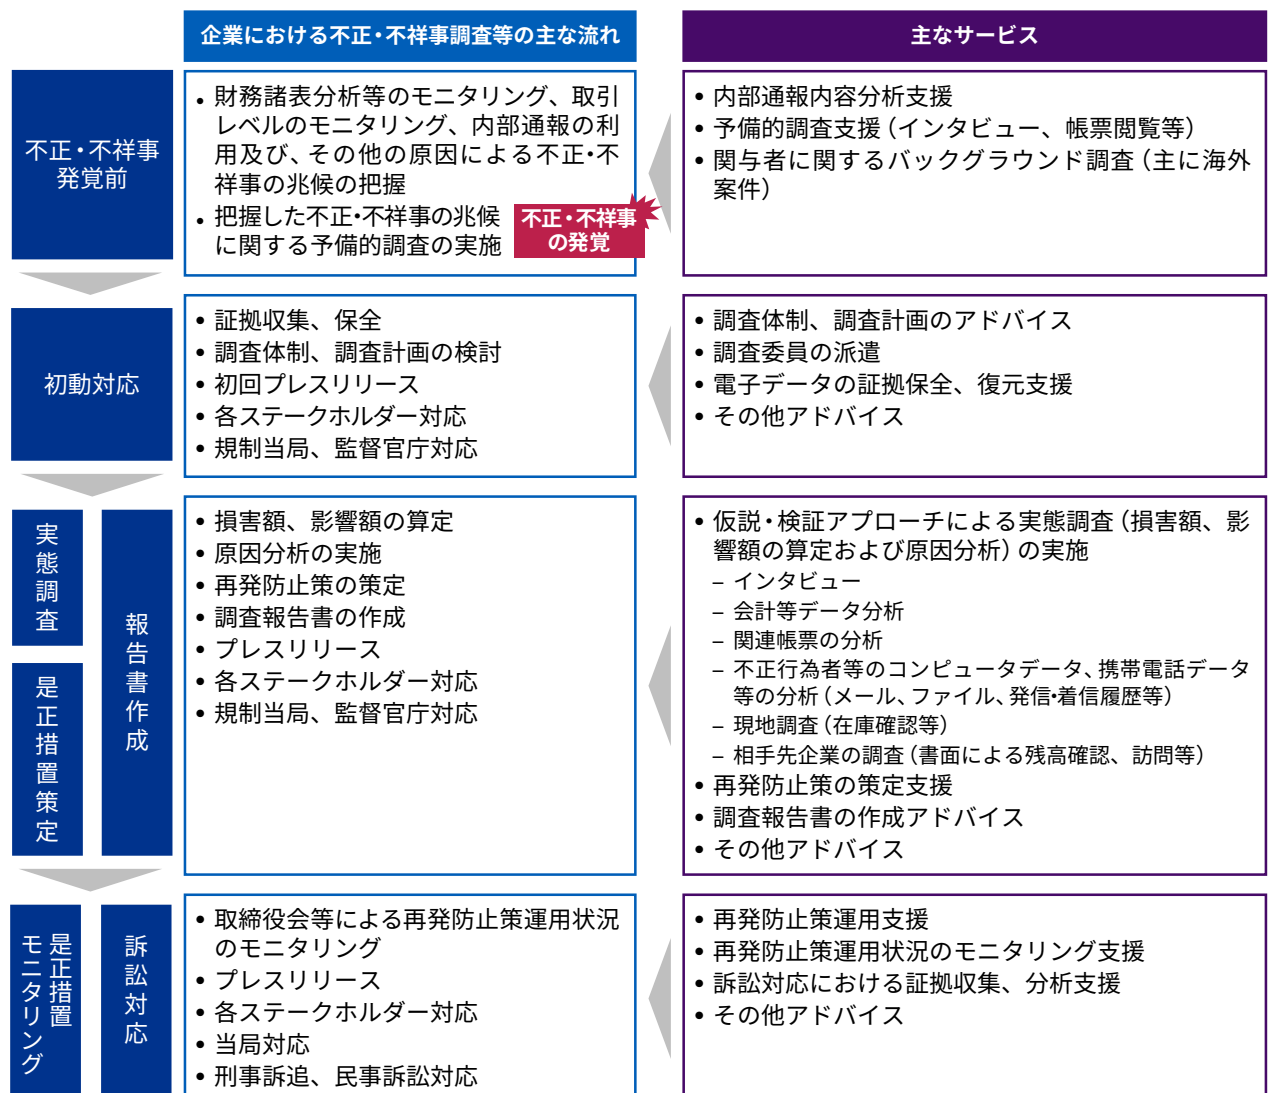 企業における不正・不祥事調査等の主な流れ
主なサービス
不正・不祥事
発覚前
• 財務諸表分析等のモニタリング、取引
レベルのモニタリング、内部通報の利
用及び、その他の原因による不正・不
祥事の兆候の把握
• 把握した不正・不祥事の兆候
に関する予備的調査の実施
不正・不祥事
の発覚
• 内部通報内容分析支援
• 予備的調査支援（インタビュー、帳票閲覧等）
• 関与者に関するバックグラウンド調査（主に海外
案件）
初動対応
• 証拠収集、保全
• 調査体制、調査計画の検討
• 初回プレスリリース
• 各ステークホルダー対応
• 規制当局、監督官庁対応
• 調査体制、調査計画のアドバイス
• 調査委員の派遣
• 電子データの証拠保全、復元支援
• その他アドバイス
実態調査
是正措置策定
報告書作成
• 損害額、影響額の算定
• 原因分析の実施
• 再発防止策の策定
• 調査報告書の作成
• プレスリリース
• 各ステークホルダー対応
• 規制当局、監督官庁対応
• 仮説・検証アプローチによる実態調査（損害額、影
響額の算定および原因分析）の実施
– インタビュー
– 会計等データ分析
– 関連帳票の分析
– 不正行為者等のコンピュータデータ、携帯電話データ
等の分析（メール、ファイル、発信・着信履歴等）
– 現地調査（在庫確認等）
– 相手先企業の調査（書面による残高確認、訪問等）
• 再発防止策の策定支援
• 調査報告書の作成アドバイス
• その他アドバイス
是正措置
モニタリング
訴訟対応
• 取締役会等による再発防止策運用状況
のモニタリング
• プレスリリース
• 各ステークホルダー対応
• 当局対応
• 刑事訴追、民事訴訟対応
• 再発防止策運用支援
• 再発防止策運用状況のモニタリング支援
• 訴訟対応における証拠収集、分析支援
• その他アドバイス